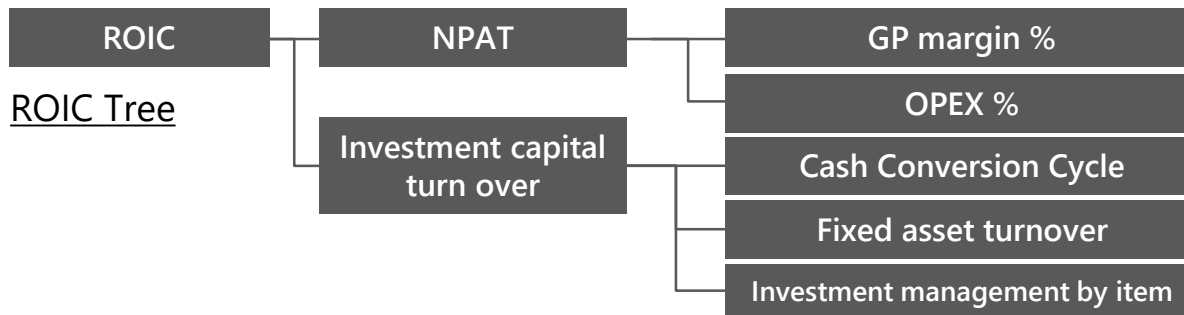 ROIC
NPAT
GP margin %
ROIC Tree
OPEX %
Investment capital
turn over
Cash Conversion Cycle
Fixed asset turnover
Investment management by item